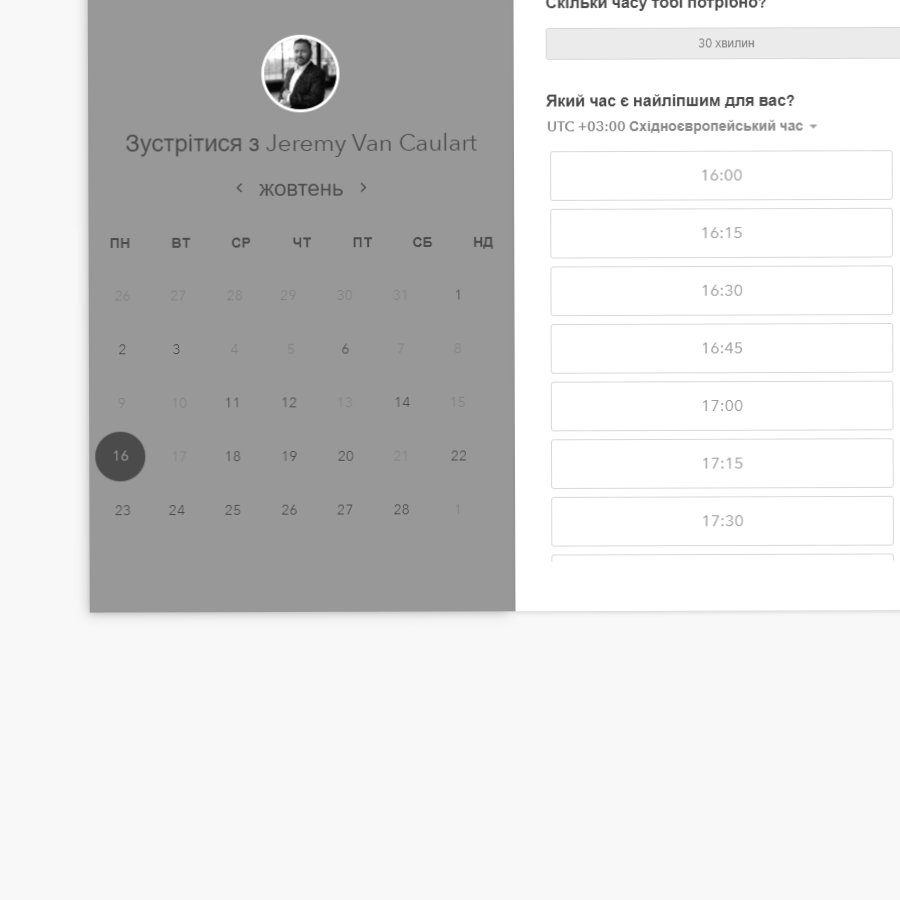 Зустрітися з Jeremy Van Caulart
‹ жовтень ›
ПН ВТ СР ЧТ ПТ СБ НД
26 27 28 29 30 31 1
2 3 4 5 6 7 8
9 10 11 12 13 14 15
16 17 18 19 20 21 22
23 24 25 26 27 28 1
Скільки часу тобі потрібно?
30 хвилин
Який час є найліпшим для вас?
UTC +03:00 Східноєвропейський час
16:00
16:15
16:30
16:45
17:00
17:15
17:30